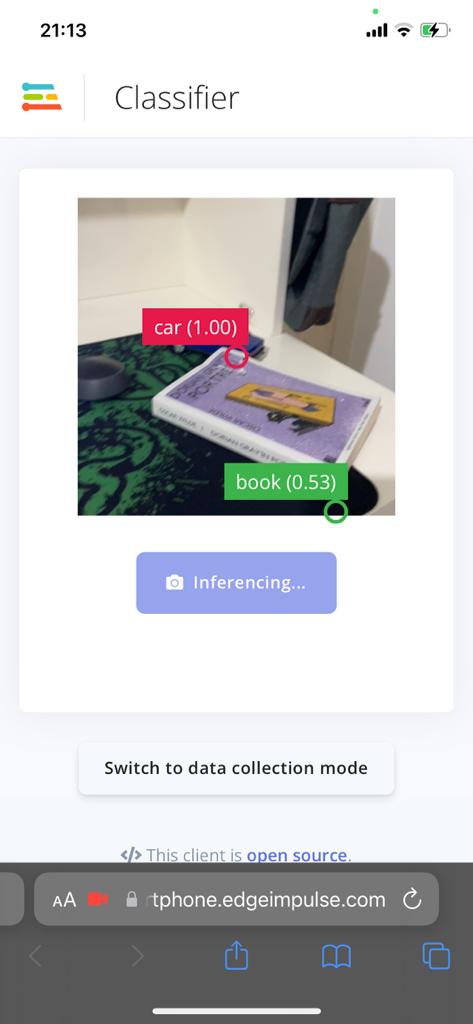 21:13
Classifier
car (1.00)
book (0.53)
Inferencing...
Switch to data collection mode
</> This client is open source.
AA
tphone.edgeimpulse.com